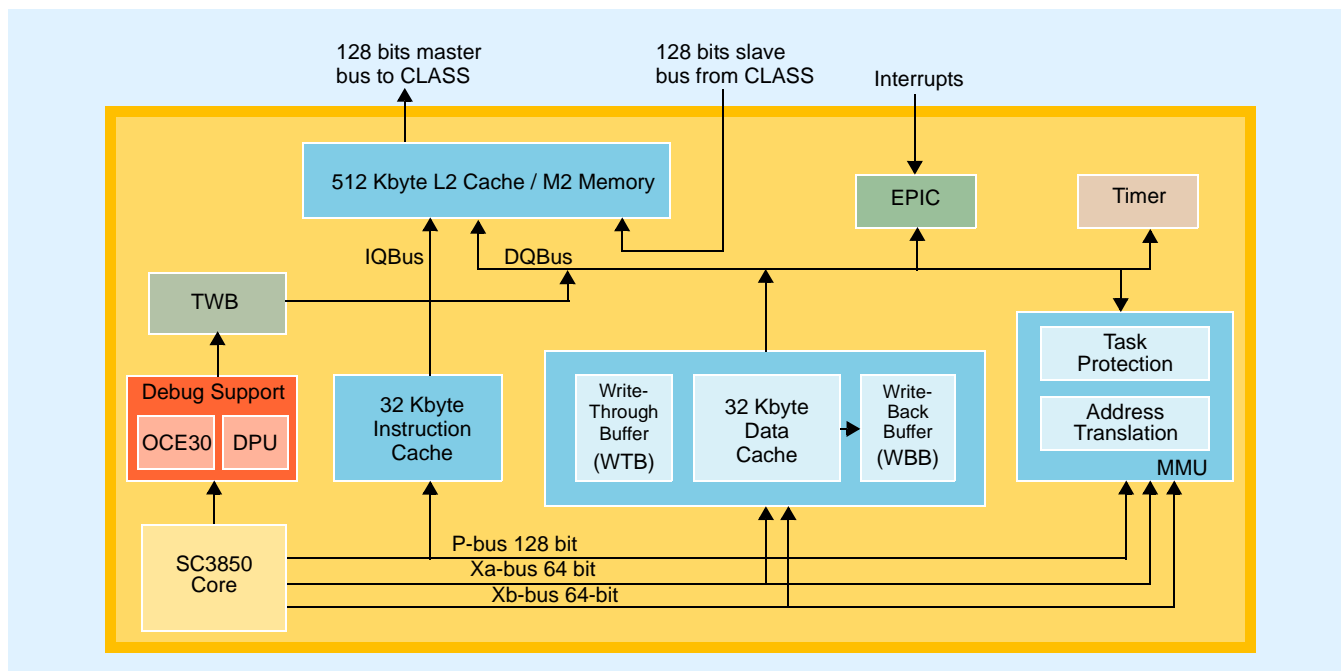 128 bits master
bus to CLASS
128 bits slave
bus from CLASS
Interrupts
512 Kbyte L2 Cache / M2 Memory
EPIC
Timer
IQBus
DQBus
TWB
Task
Protection
Address
Translation
MMU
Debug Support
OCE30
DPU
32 Kbyte
Instruction
Cache
Write-
Through
Buffer
(WTB)
32 Kbyte
Data
Cache
Write-
Back
Buffer
(WBB)
SC3850
Core
P-bus 128 bit
Xa-bus 64 bit
Xb-bus 64-bit